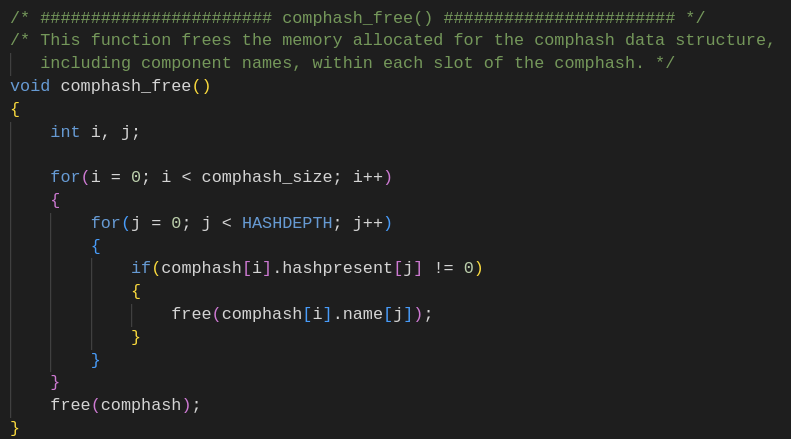 /* ####################### comphash_free() ####################### */
/* This function frees the memory allocated for the comphash data structure,
   including component names, within each slot of the comphash. */
void comphash_free()
{
    int i, j;

    for(i = 0; i < comphash_size; i++)
    {
        for(j = 0; j < HASHDEPTH; j++)
        {
            if(comphash[i].hashpresent[j] != 0)
            {
                free(comphash[i].name[j]);
            }
        }
    }
    free(comphash);
}